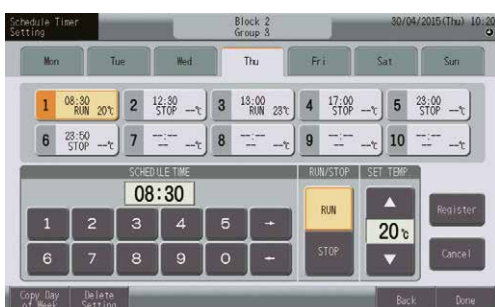 Schedule Timer Setting
Block 2
Group 3
30/04/2015(Thu) 10:20
Mon Tue Wed Thu Fri Sat Sun
1 08:30 RUN 20℃ 2 12:30 STOP --℃ 3 13:00 RUN 23℃ 4 17:00 STOP --℃ 5 23:00 STOP --℃
6 23:50 STOP --℃ 7 --:-- -- --℃ 8 --:-- -- --℃ 9 --:-- -- --℃ 10 --:-- -- --℃
SCHEDULE TIME RUN/STOP SET TEMP.
08:30
1 2 3 4 5 →
6 7 8 9 0 ←
RUN
STOP
▲
20℃
▼
Register
Cancel
Copy Day of Week
Delete Setting
Back Done